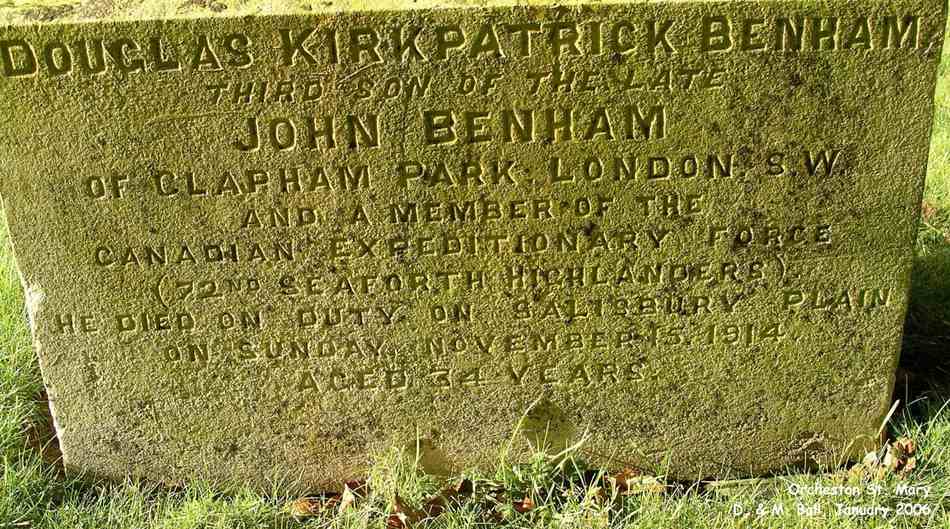 DOUGLAS KIRKPATRICK BENHAM
THIRD SON OF THE LATE
JOHN BENHAM
OF CLAPHAM PARK, LONDON, S.W.
AND A MEMBER OF THE
CANADIAN EXPEDITIONARY FORCE
(72ND SEAFORTH HIGHLANDERS)
HE DIED ON DUTY ON SALISBURY PLAIN
ON SUNDAY, NOVEMBER 15, 1914.
AGED 34 YEARS.
Orcheston St. Mary
D. & M. Ball, January 2006